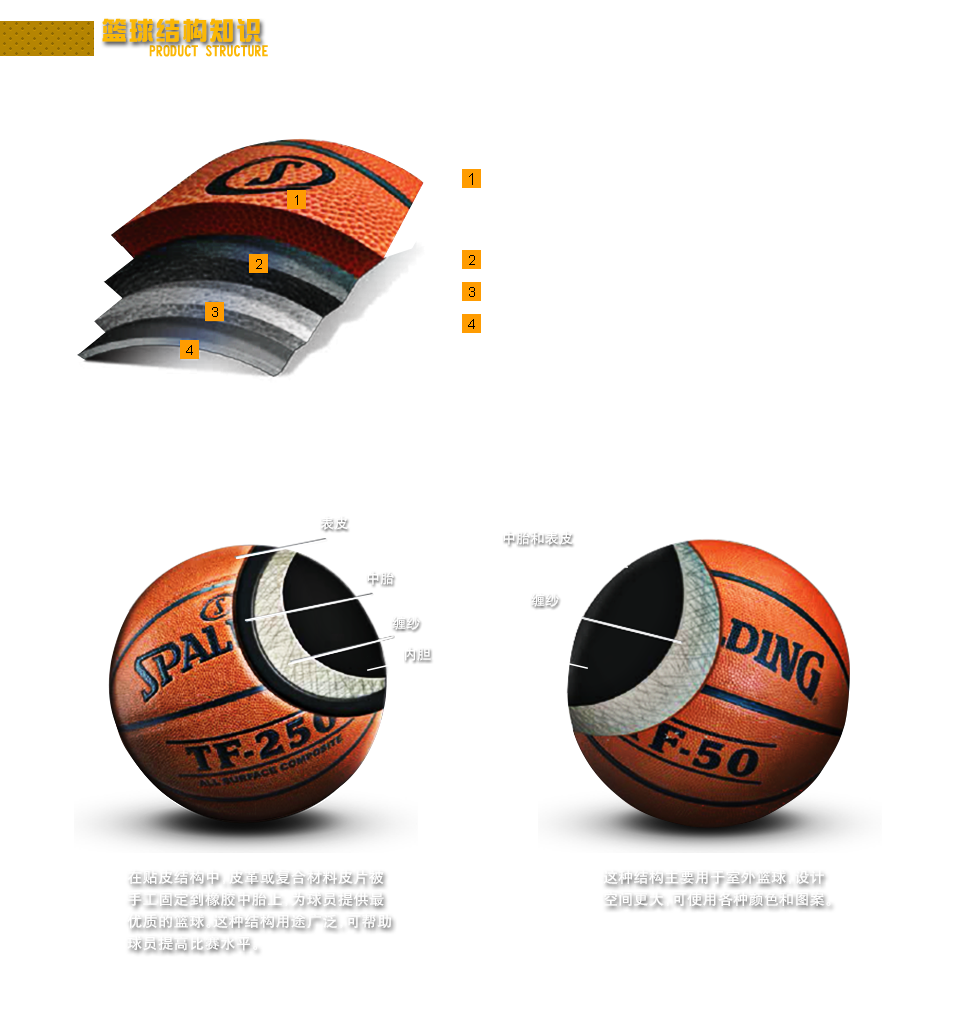 篮球结构知识
PRODUCT STRUCTURE
1
1
2
2
3
3
4
4
表皮
中胎
缠纱
内胆
SPAL
TF-250
ALL SURFACE COMPOSITE
中胎和表皮
缠纱
LDING
F-50
在贴皮结构中,皮革或复合材料皮片被
手工固定到橡胶中胎上,为球员提供最
优质的篮球,这种结构用途广泛,可帮助
球员提高比赛水平。
这种结构主要用于室外篮球,设计
空间更大,可使用各种颜色和图案。